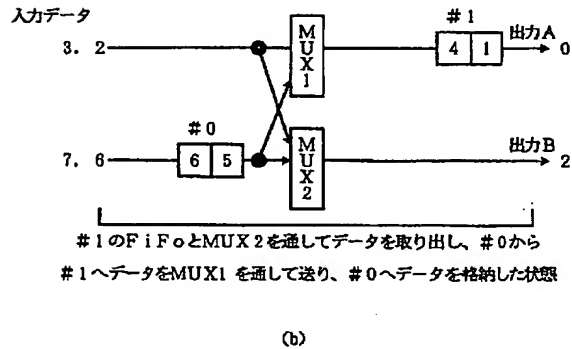 入力データ
#1
3. 2
MUX1
4 1
出力A
0
#0
7. 6
6 5
MUX2
出力B
2
#1のFiFoとMUX2を通してデータを取り出し、#0から
#1へデータをMUX1を通して送り、#0へデータを格納した状態
(b)